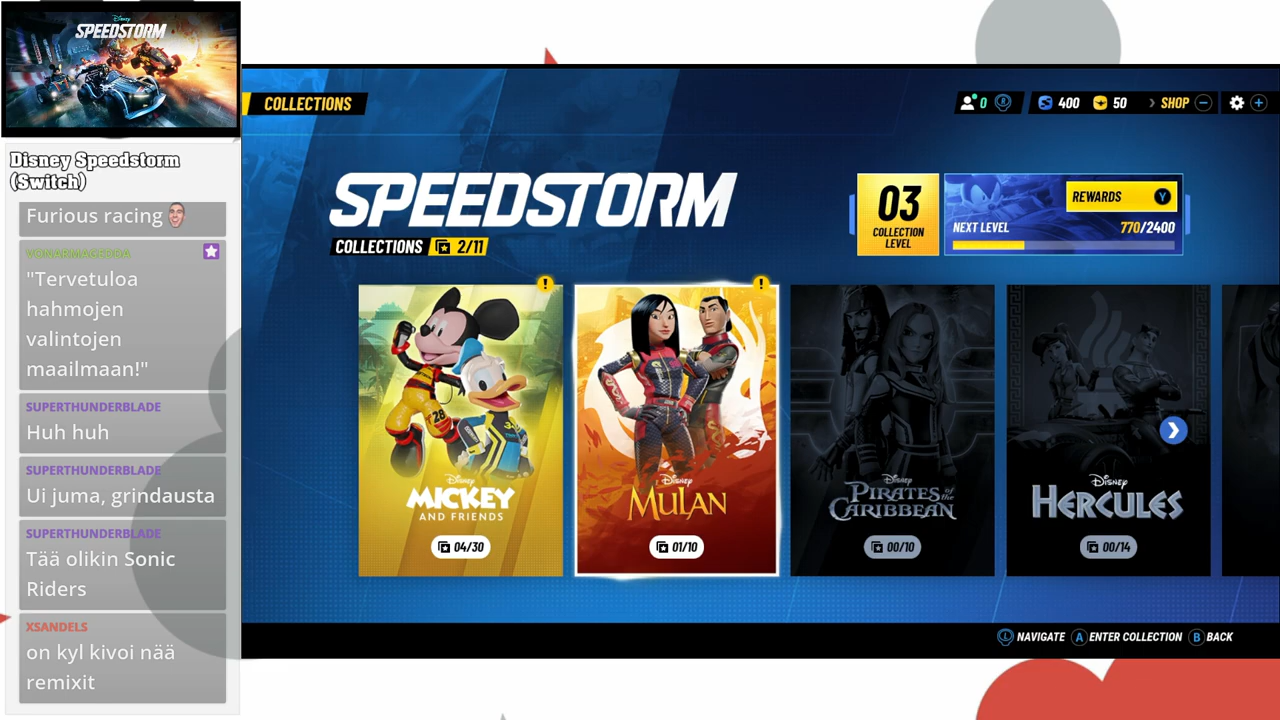 Disney
SPEEDSTORM
Disney Speedstorm
(Switch)
Furious racing
VONARMAGEDDA
"Tervetuloa
hahmojen
valintojen
maailmaan!"
SUPERTHUNDERBLADE
Huh huh
SUPERTHUNDERBLADE
Ui juma, grindausta
SUPERTHUNDERBLADE
Tää olikin Sonic
Riders
XSANDELS
on kyl kivoi nää
remixit
COLLECTIONS
0 R
400 50 > SHOP − +
SPEEDSTORM
COLLECTIONS 2/11
03
COLLECTION
LEVEL
REWARDS Y
NEXT LEVEL 770/2400
!
28
Disney
MICKEY
AND FRIENDS
04/30
!
Disney
MULAN
01/10
Disney
PIRATES of the
CARIBBEAN
00/10
Disney
HERCULES
00/14
L NAVIGATE A ENTER COLLECTION B BACK